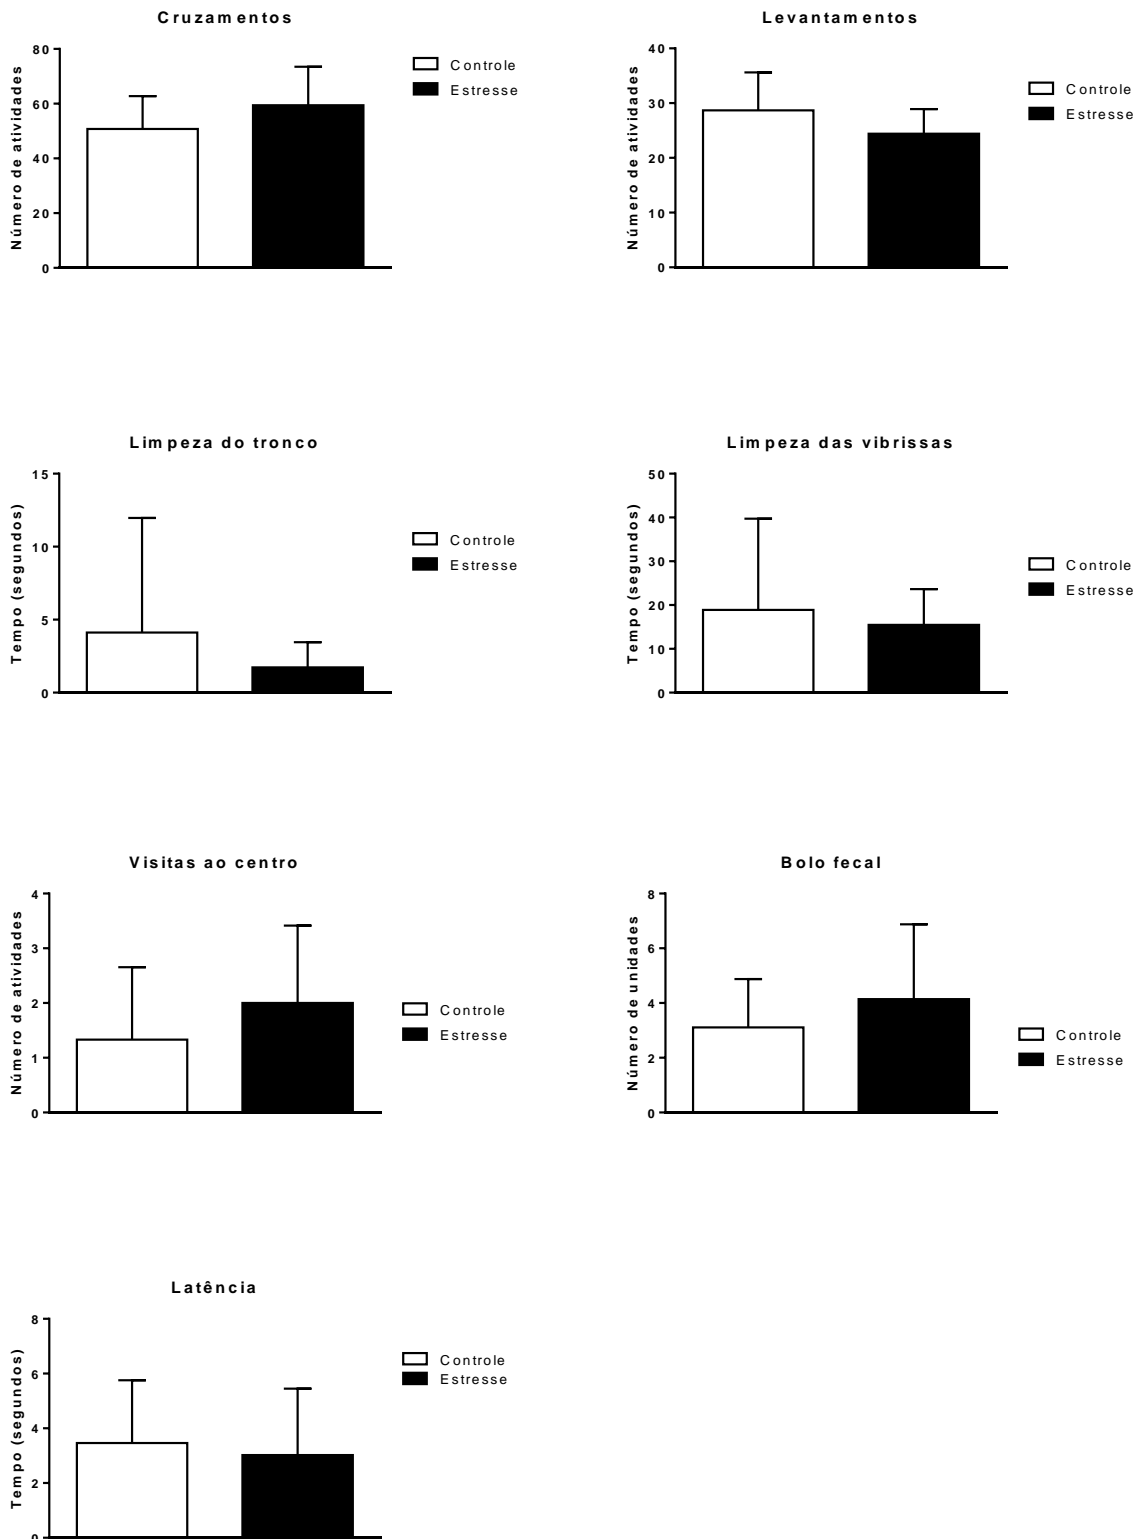 Cruzamentos
Número de atividades
80
60
40
20
0
Controle
Estresse
Levantamentos
Número de atividades
40
30
20
10
0
Controle
Estresse
Limpeza do tronco
Tempo (segundos)
15
10
5
0
Controle
Estresse
Limpeza das vibrissas
Tempo (segundos)
50
40
30
20
10
0
Controle
Estresse
Visitas ao centro
Número de atividades
4
3
2
1
0
Controle
Estresse
Bolo fecal
Número de unidades
8
6
4
2
0
Controle
Estresse
Latência
Tempo (segundos)
8
6
4
2
0
Controle
Estresse